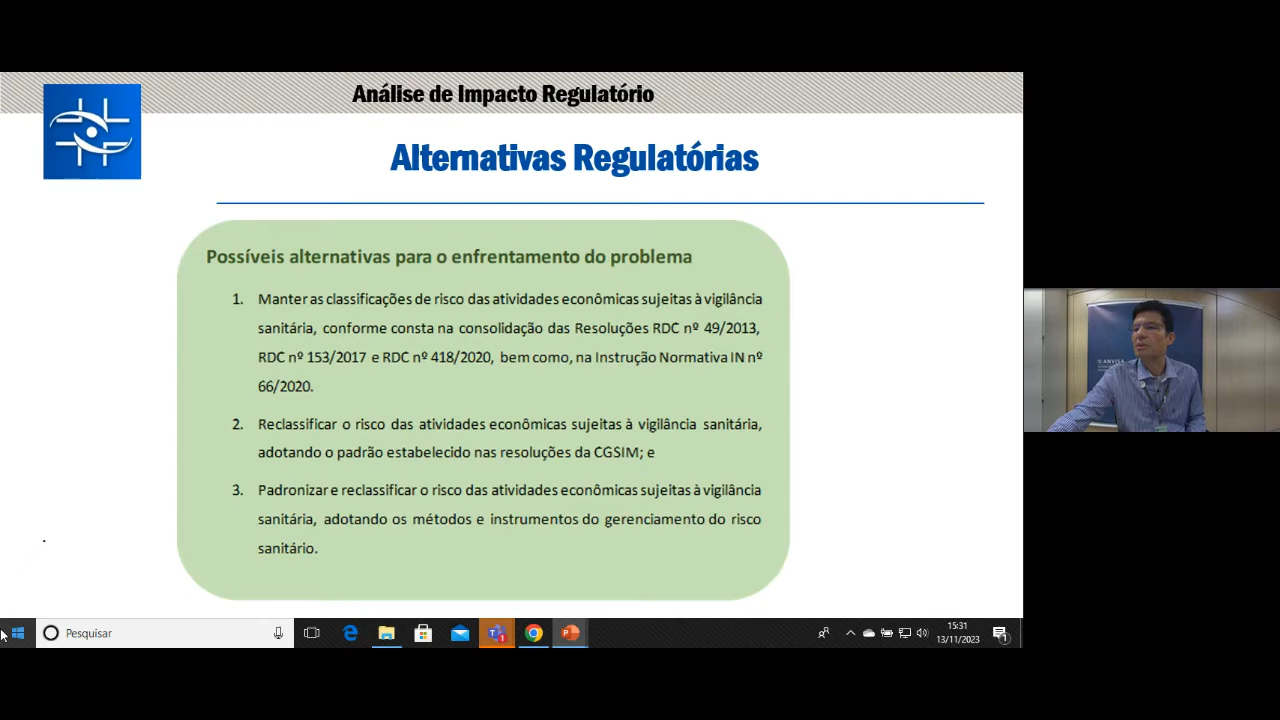 Análise de Impacto Regulatório
Alternativas Regulatórias
Possíveis alternativas para o enfrentamento do problema
1. Manter as classificações de risco das atividades econômicas sujeitas à vigilância
sanitária, conforme consta na consolidação das Resoluções RDC nº 49/2013,
RDC nº 153/2017 e RDC nº 418/2020, bem como, na Instrução Normativa IN nº
66/2020.
2. Reclassificar o risco das atividades econômicas sujeitas à vigilância sanitária,
adotando o padrão estabelecido nas resoluções da CGSIM; e
3. Padronizar e reclassificar o risco das atividades econômicas sujeitas à vigilância
sanitária, adotando os métodos e instrumentos do gerenciamento do risco
sanitário.
ANVISA
Pesquisar
15:31
13/11/2023